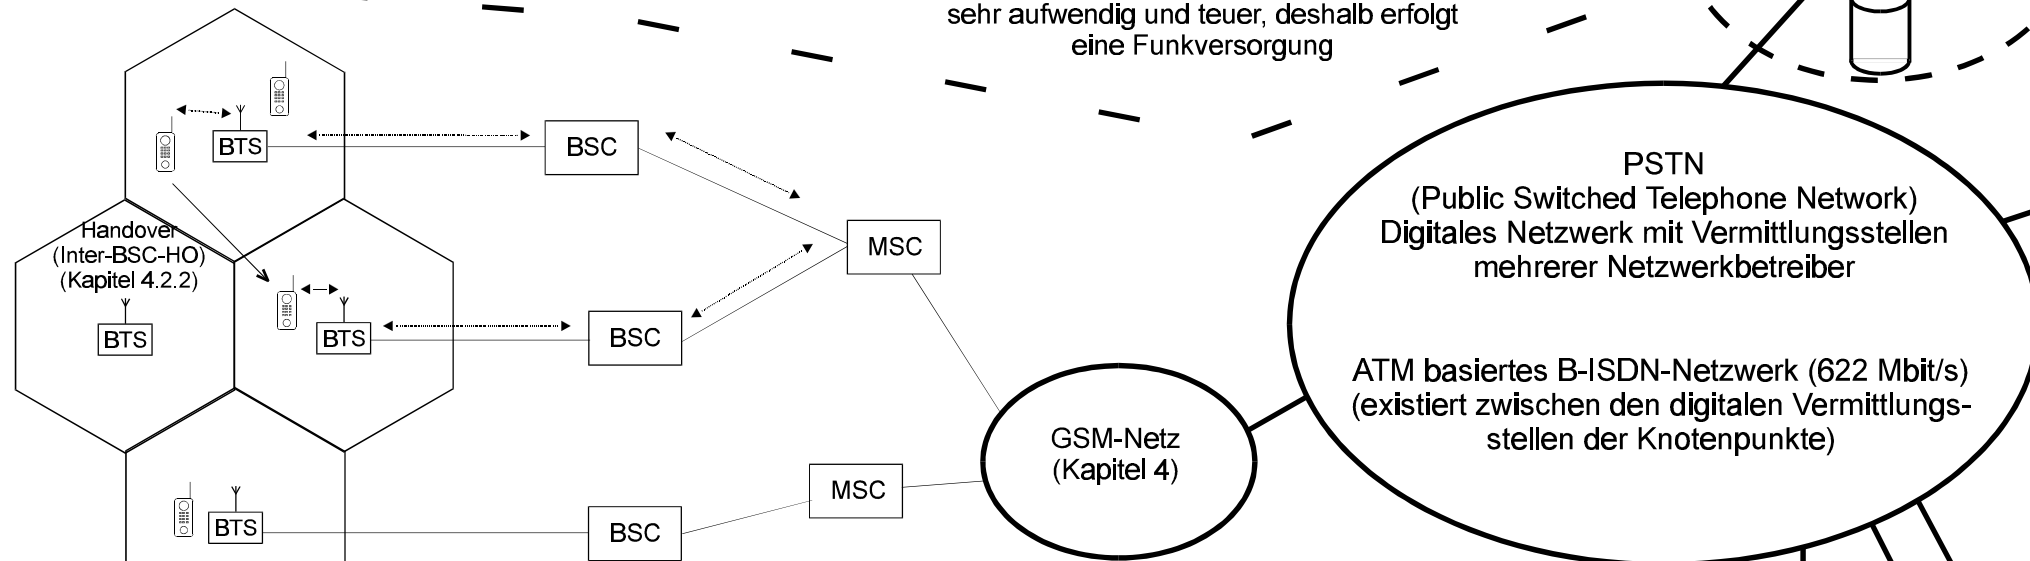 sehr aufwendig und teuer, deshalb erfolgt
eine Funkversorgung
BTS
BSC
MSC
Handover
(Inter-BSC-HO)
(Kapitel 4.2.2)
BTS
BTS
BSC
PSTN
(Public Switched Telephone Network)
Digitales Netzwerk mit Vermittlungsstellen
mehrerer Netzwerkbetreiber
ATM basiertes B-ISDN-Netzwerk (622 Mbit/s)
(existiert zwischen den digitalen Vermittlungs-
stellen der Knotenpunkte)
GSM-Netz
(Kapitel 4)
MSC
BTS
BSC